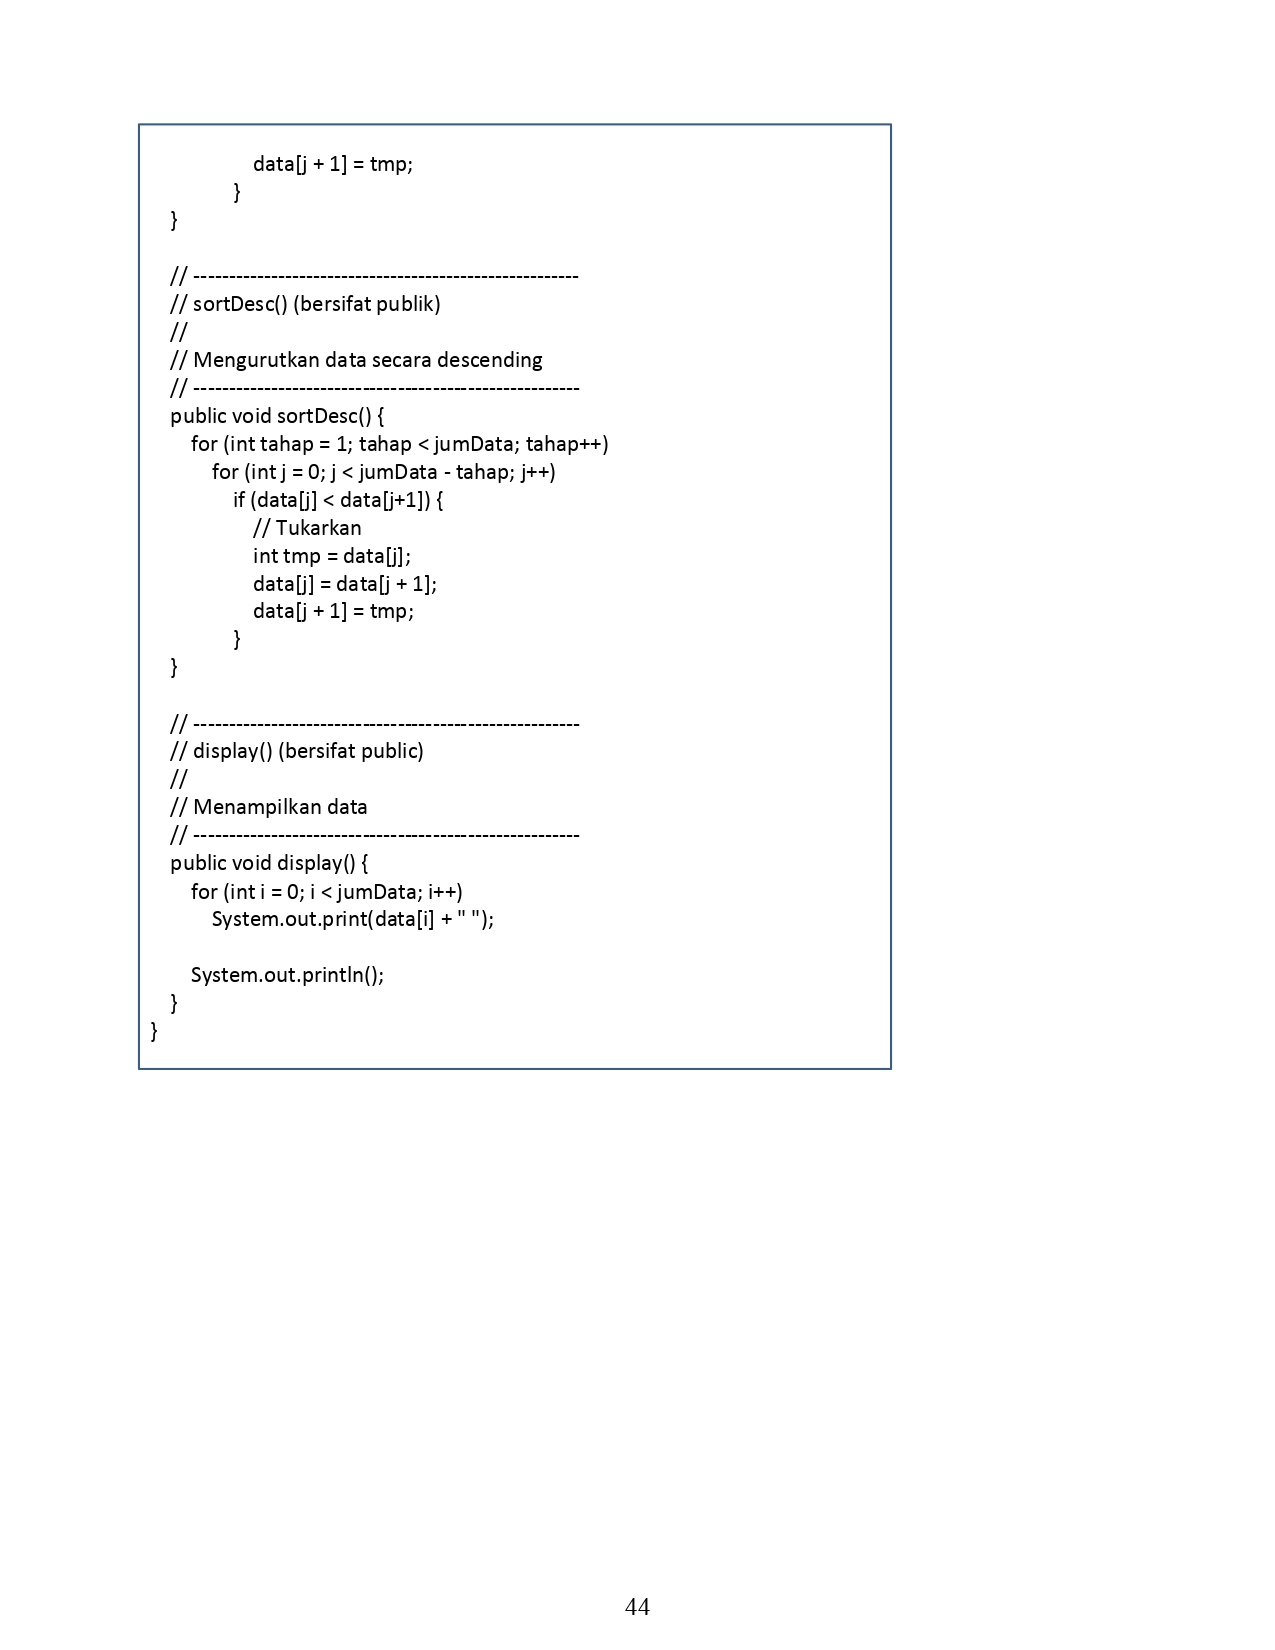 data[j + 1] = tmp;
}
}
// ------------------------------------------------------
// sortDesc() (bersifat publik)
//
// Mengurutkan data secara descending
// ------------------------------------------------------
public void sortDesc() {
for (int tahap = 1; tahap < jumData; tahap++)
for (int j = 0; j < jumData - tahap; j++)
if (data[j] < data[j+1]) {
// Tukarkan
int tmp = data[j];
data[j] = data[j + 1];
data[j + 1] = tmp;
}
}
// ------------------------------------------------------
// display() (bersifat public)
//
// Menampilkan data
// ------------------------------------------------------
public void display() {
for (int i = 0; i < jumData; i++)
System.out.print(data[i] + " ");
System.out.println();
}
}
44